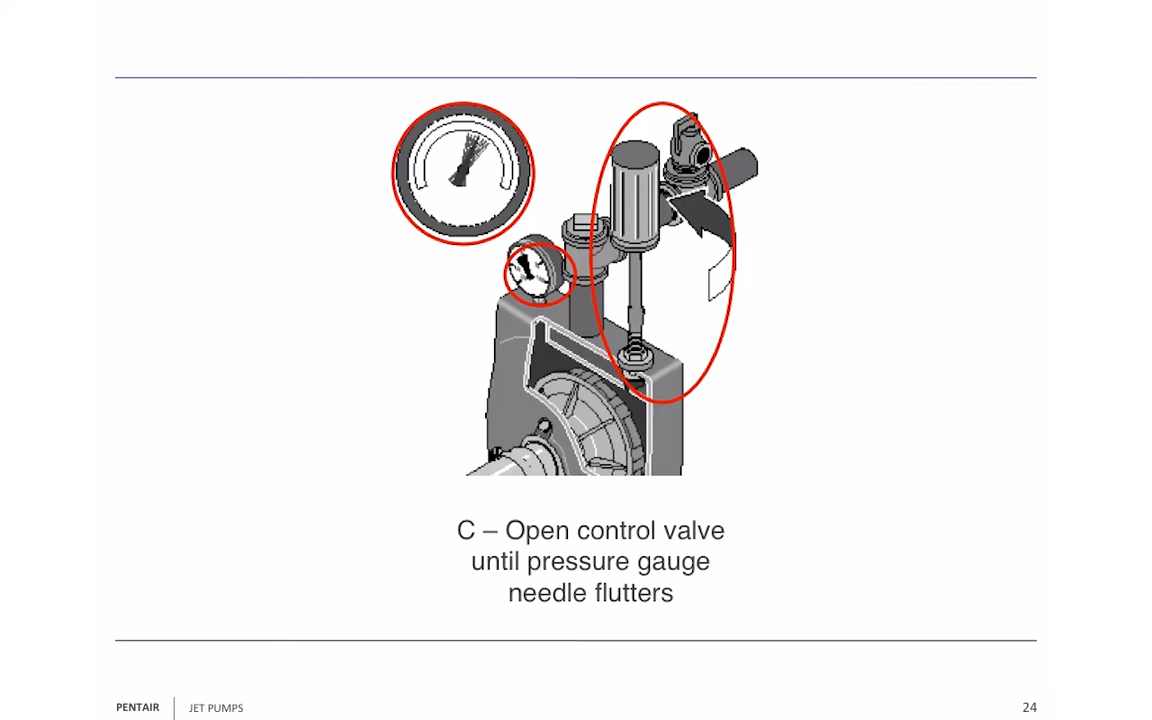 C – Open control valve
until pressure gauge
needle flutters
PENTAIR JET PUMPS 24